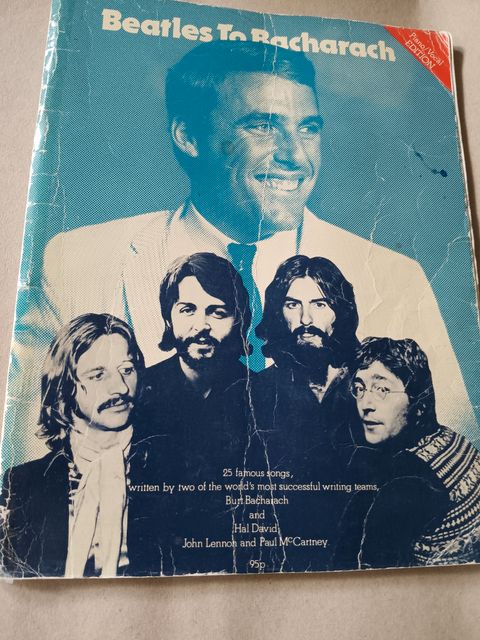 Beatles To Bacharach
Piano/Vocal
EDITION
25 famous songs,
written by two of the world's most successful writing teams,
Burt Bacharach
and
Hal David,
John Lennon and Paul McCartney.
95p